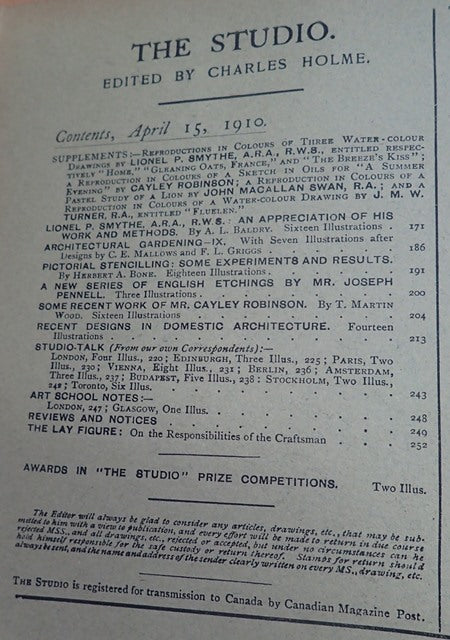 THE STUDIO.
EDITED BY CHARLES HOLME.
Contents, April 15, 1910.
SUPPLEMENTS:—REPRODUCTIONS IN COLOURS OF THREE WATER-COLOUR
DRAWINGS BY LIONEL P. SMYTHE, A.R.A., R.W.S., ENTITLED RESPEC-
TIVELY "HOME," "GLEANING OATS, FRANCE," AND "THE BREEZE'S KISS";
A REPRODUCTION IN COLOURS OF A SKETCH IN OILS FOR "A SUMMER
EVENING" BY CAYLEY ROBINSON; A REPRODUCTION IN COLOURS OF A
PASTEL STUDY OF A LION BY JOHN MACALLAN SWAN, R.A.; AND A
REPRODUCTION IN COLOURS OF A WATER-COLOUR DRAWING BY J. M. W.
TURNER, R.A., ENTITLED "FLUELEN."
LIONEL P. SMYTHE, A.R.A., R.W.S.: AN APPRECIATION OF HIS
WORK AND METHODS. By A. L. BALDRY. Sixteen Illustrations . 171
ARCHITECTURAL GARDENING—IX. With Seven Illustrations after
Designs by C. E. MALLOWS and F. L. GRIGGS . . . . 186
PICTORIAL STENCILLING: SOME EXPERIMENTS AND RESULTS.
By HERBERT A. BONE. Eighteen Illustrations . . . . 191
A NEW SERIES OF ENGLISH ETCHINGS BY MR. JOSEPH
PENNELL. Three Illustrations . . . . . . 200
SOME RECENT WORK OF MR. CAYLEY ROBINSON. By T. MARTIN
WOOD. Sixteen Illustrations . . . . . . 204
RECENT DESIGNS IN DOMESTIC ARCHITECTURE. Fourteen
Illustrations . . . . . . . . 213
STUDIO-TALK (From our own Correspondents):—
LONDON, Four Illus., 220; EDINBURGH, Three Illus., 225; PARIS, Two
Illus., 230; VIENNA, Eight Illus., 231; BERLIN, 236; AMSTERDAM,
Three Illus., 237; BUDAPEST, Five Illus., 238; STOCKHOLM, Two Illus.,
242; Toronto, Six Illus. . . . . . . . 243
ART SCHOOL NOTES:—
LONDON, 247; GLASGOW, One Illus. . . . . . . 248
REVIEWS AND NOTICES . . . . . . . 249
THE LAY FIGURE: On the Responsibilities of the Craftsman . . . 252
AWARDS IN "THE STUDIO" PRIZE COMPETITIONS. Two Illus.
The Editor will always be glad to consider any articles, drawings, etc., that may be sub-
mitted to him with a view to publication, and every effort will be made to return in due course
rejected MSS., and all drawings, etc., rejected or accepted, but under no circumstances can he
hold himself responsible for the safe custody or return thereof. Stamps for return should
always be sent, and the name and address of the sender clearly written on every MS., drawing, etc.
THE STUDIO is registered for transmission to Canada by Canadian Magazine Post.